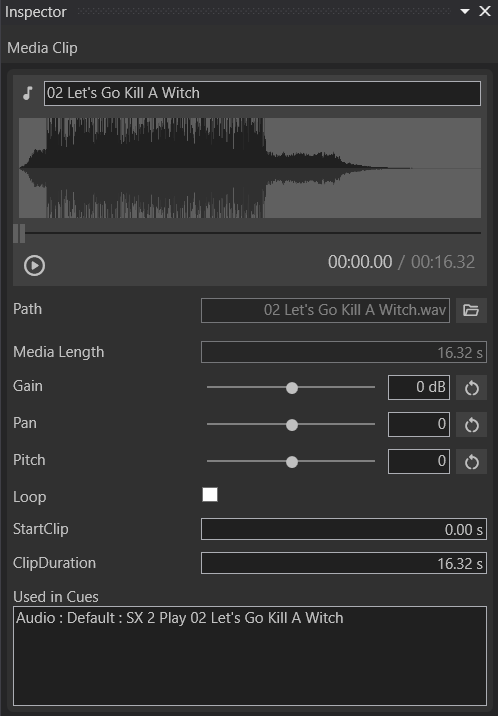 Inspector
Media Clip
02 Let's Go Kill A Witch
00:00.00 / 00:16.32
Path 02 Let's Go Kill A Witch.wav
Media Length 16.32 s
Gain 0 dB
Pan 0
Pitch 0
Loop
StartClip 0.00 s
ClipDuration 16.32 s
Used in Cues
Audio : Default : SX 2 Play 02 Let's Go Kill A Witch